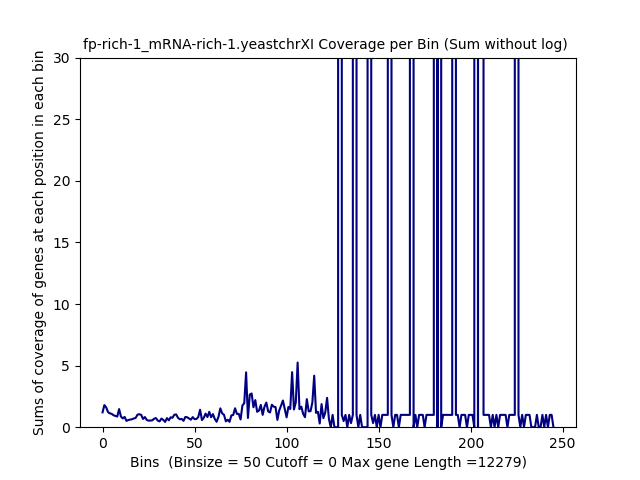 fp-rich-1_mRNA-rich-1.yeastchrXI Coverage per Bin (Sum without log)
Sums of coverage of genes at each position in each bin
30
25
20
15
10
5
0
0 50 100 150 200 250
Bins  (Binsize = 50 Cutoff = 0 Max gene Length =12279)